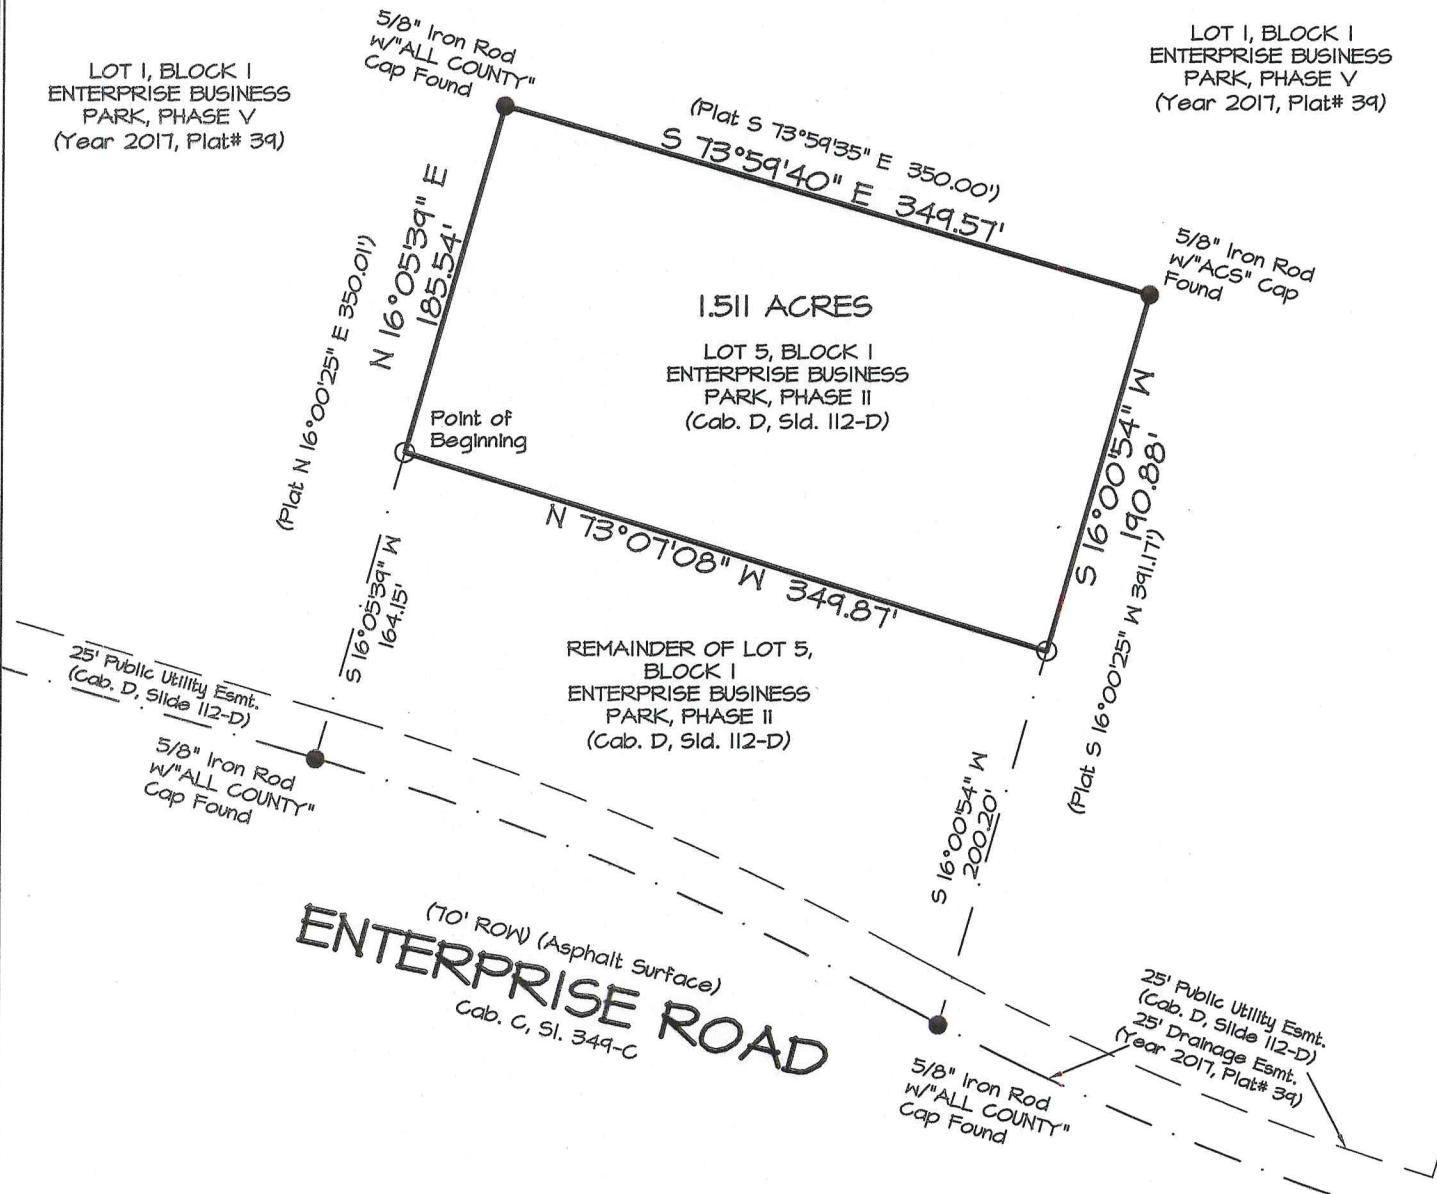 5/8" Iron Rod
w/"ALL COUNTY"
Cap Found
LOT 1, BLOCK 1
ENTERPRISE BUSINESS
PARK, PHASE V
(Year 2017, Plat# 39)
LOT 1, BLOCK 1
ENTERPRISE BUSINESS
PARK, PHASE V
(Year 2017, Plat# 39)
(Plat S 73°59'35" E 350.00')
S 73°59'40" E 349.57'
N 16°05'39" E
185.54'
(Plat N 16°00'25" E 350.01')
5/8" Iron Rod
w/"ACS" Cap
Found
1.511 ACRES
LOT 5, BLOCK 1
ENTERPRISE BUSINESS
PARK, PHASE II
(Cab. D, Sld. 112-D)
Point of
Beginning
S 16°00'54" W
190.88'
(Plat S 16°00'25" W 391.17')
N 73°07'08" W 349.87'
S 16°05'39" W
164.15'
REMAINDER OF LOT 5,
BLOCK 1
ENTERPRISE BUSINESS
PARK, PHASE II
(Cab. D, Sld. 112-D)
25' Public Utility Esmt.
(Cab. D, Slide 112-D)
5/8" Iron Rod
w/"ALL COUNTY"
Cap Found
S 16°00'54" W
200.20'
(70' ROW) (Asphalt Surface)
ENTERPRISE ROAD
Cab. C, Sl. 349-C
25' Public Utility Esmt.
(Cab. D, Slide 112-D)
25' Drainage Esmt.
(Year 2017, Plat# 39)
5/8" Iron Rod
w/"ALL COUNTY"
Cap Found